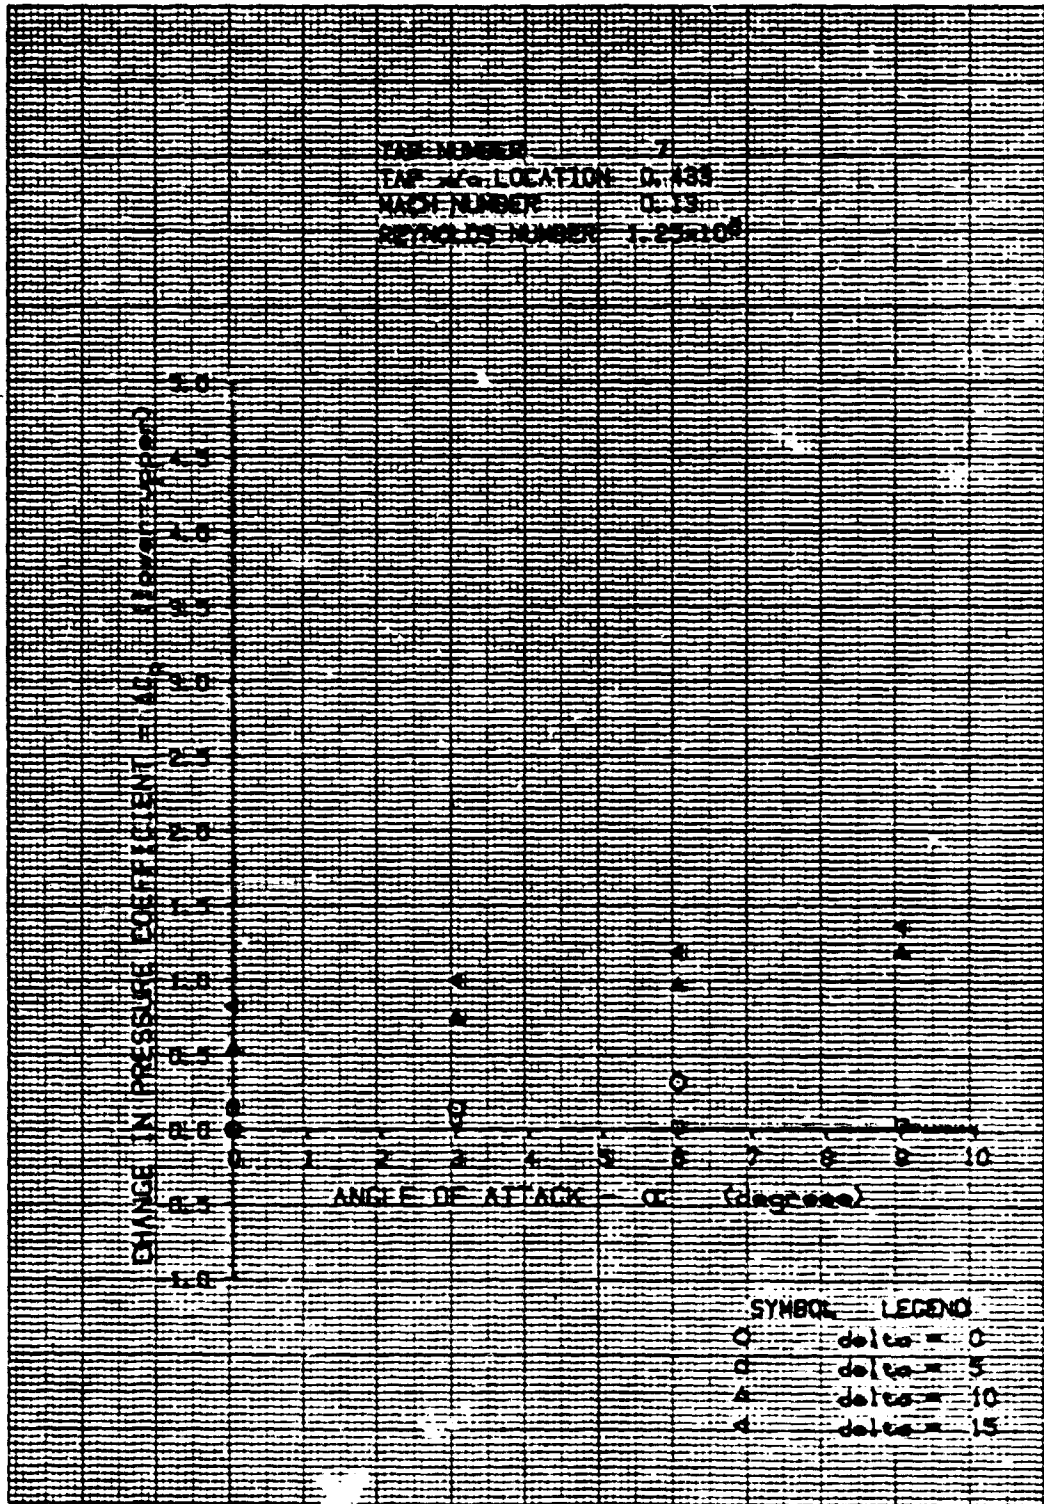 TAP NUMBER 7
TAP x/c LOCATION 0.433
MACH NUMBER 0.13
REYNOLDS NUMBER 1.25x10⁶
CHANGE IN PRESSURE COEFFICIENT - ΔCp (lower-upper)
5.0
4.5
4.0
3.5
3.0
2.5
2.0
1.5
1.0
0.5
0.0
0.5
1.0
0 1 2 3 4 5 6 7 8 9 10
ANGLE OF ATTACK - α (degrees)
SYMBOL LEGEND
delta = 0
delta = 5
delta = 10
delta = 15